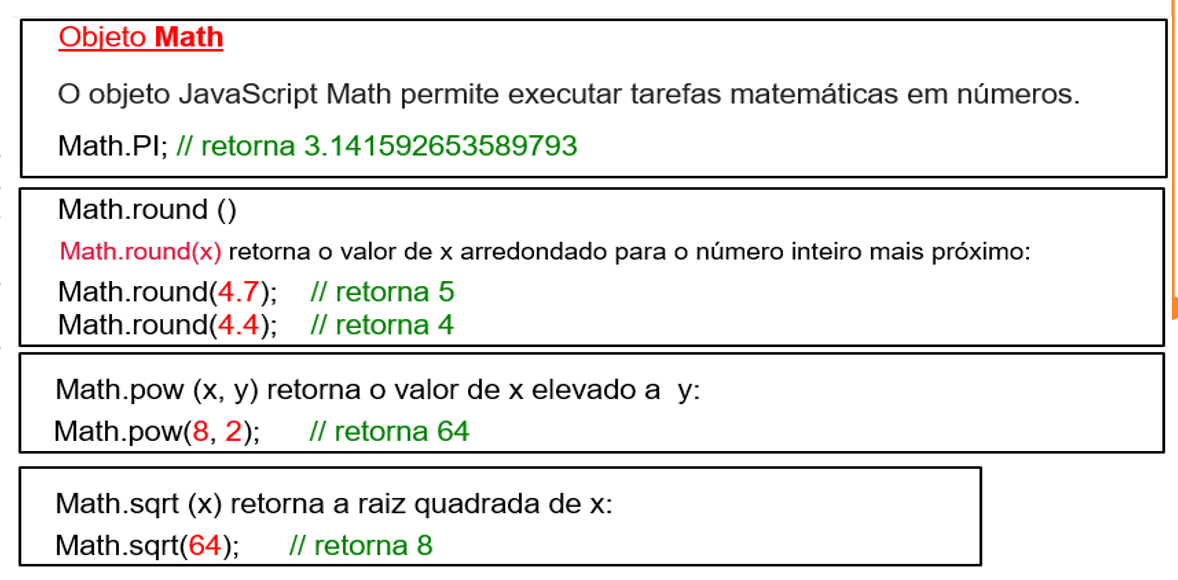 Objeto Math
O objeto JavaScript Math permite executar tarefas matemáticas em números.
Math.PI; // retorna 3.141592653589793
Math.round ()
Math.round(x) retorna o valor de x arredondado para o número inteiro mais próximo:
Math.round(4.7); // retorna 5
Math.round(4.4); // retorna 4
Math.pow (x, y) retorna o valor de x elevado a y:
Math.pow(8, 2); // retorna 64
Math.sqrt (x) retorna a raiz quadrada de x:
Math.sqrt(64); // retorna 8